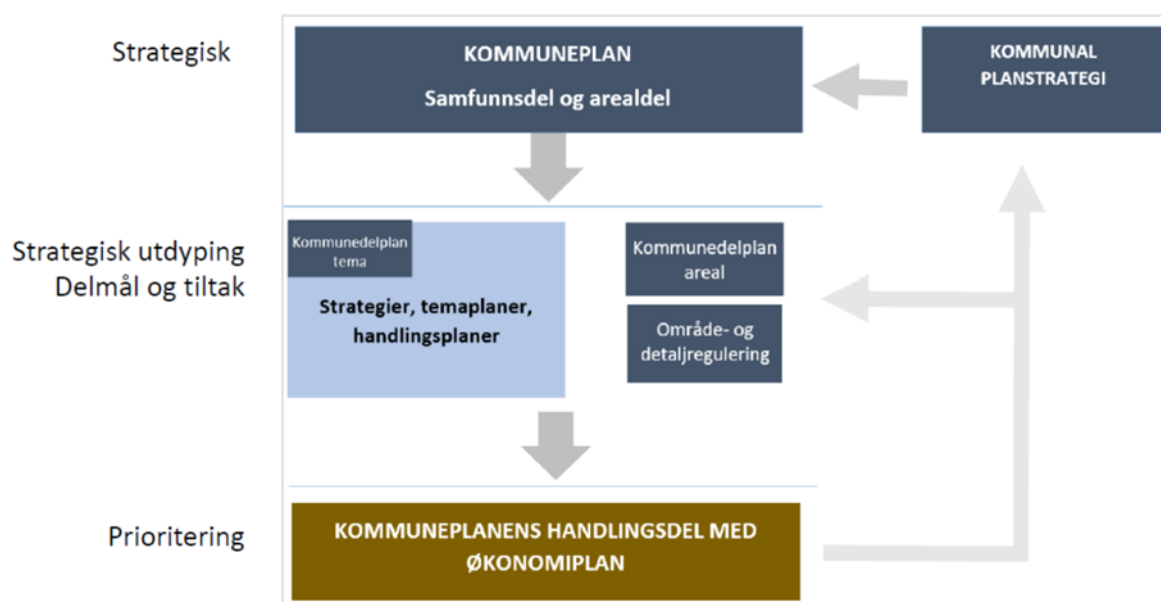 Strategisk
KOMMUNEPLAN
Samfunnsdel og arealdel
KOMMUNAL
PLANSTRATEGI
Strategisk utdyping
Delmål og tiltak
Kommunedelplan
tema
Strategier, temaplaner,
handlingsplaner
Kommunedelplan
areal
Område- og
detaljregulering
Prioritering
KOMMUNEPLANENS HANDLINGSDEL MED
ØKONOMIPLAN